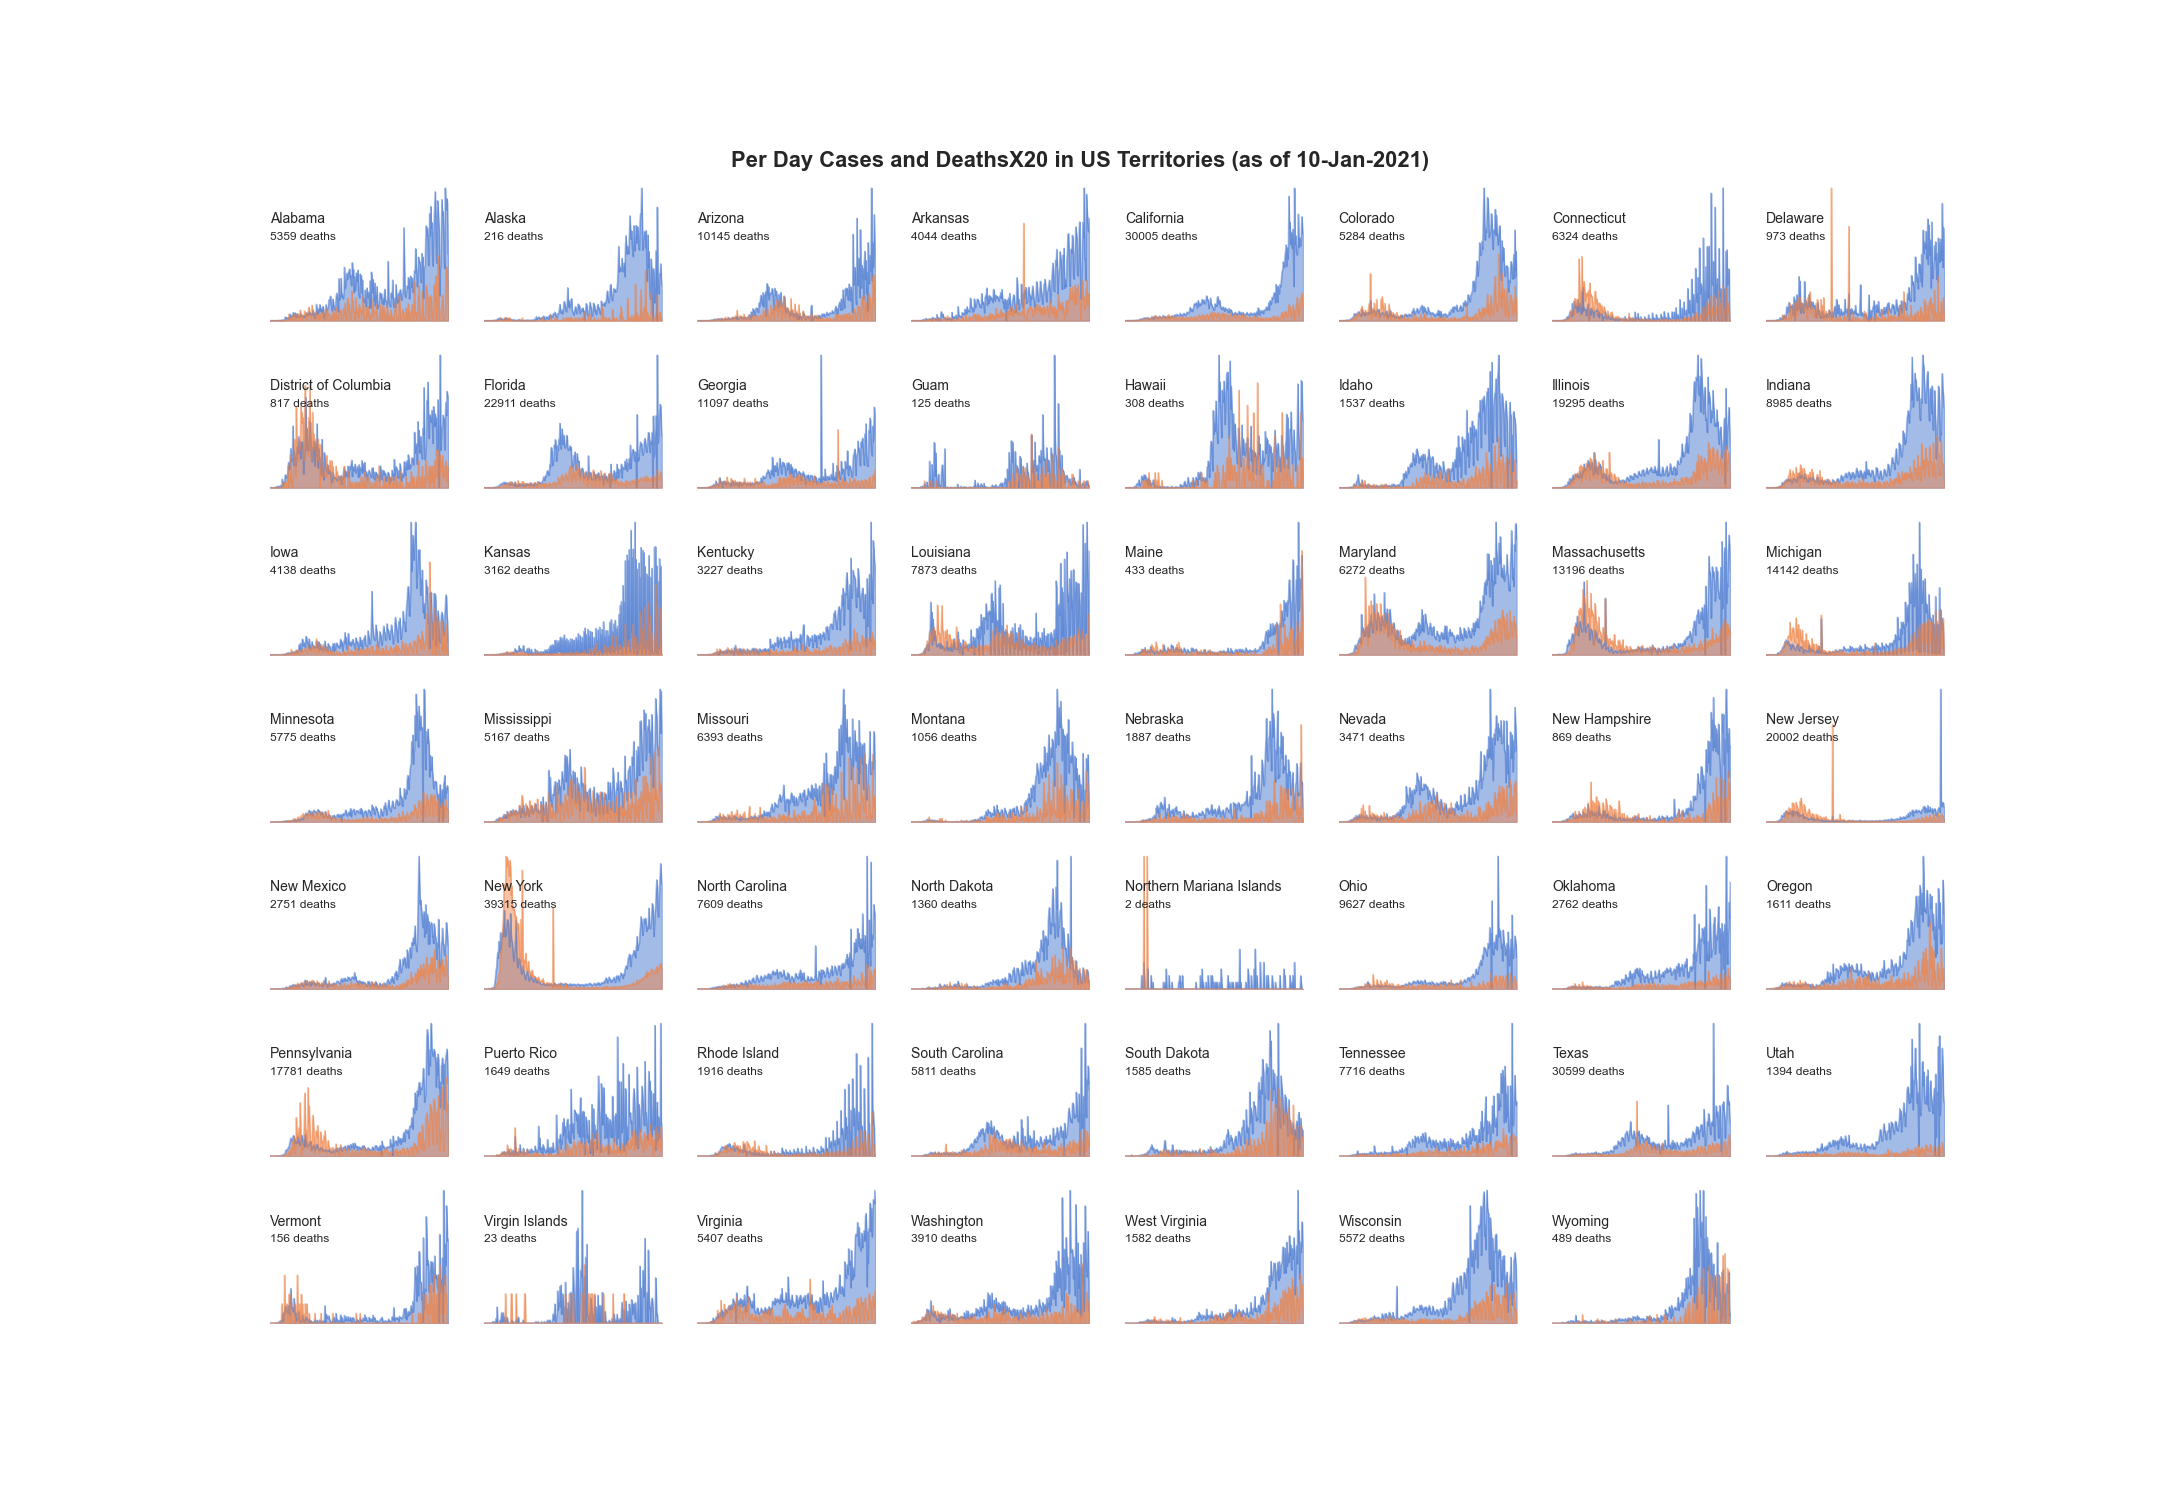 Per Day Cases and DeathsX20 in US Territories (as of 10-Jan-2021)
Alabama
5359 deaths
Alaska
216 deaths
Arizona
10145 deaths
Arkansas
4044 deaths
California
30005 deaths
Colorado
5284 deaths
Connecticut
6324 deaths
Delaware
973 deaths
District of Columbia
817 deaths
Florida
22911 deaths
Georgia
11097 deaths
Guam
125 deaths
Hawaii
308 deaths
Idaho
1537 deaths
Illinois
19295 deaths
Indiana
8985 deaths
Iowa
4138 deaths
Kansas
3162 deaths
Kentucky
3227 deaths
Louisiana
7873 deaths
Maine
433 deaths
Maryland
6272 deaths
Massachusetts
13196 deaths
Michigan
14142 deaths
Minnesota
5775 deaths
Mississippi
5167 deaths
Missouri
6393 deaths
Montana
1056 deaths
Nebraska
1887 deaths
Nevada
3471 deaths
New Hampshire
869 deaths
New Jersey
20002 deaths
New Mexico
2751 deaths
New York
39315 deaths
North Carolina
7609 deaths
North Dakota
1360 deaths
Northern Mariana Islands
2 deaths
Ohio
9627 deaths
Oklahoma
2762 deaths
Oregon
1611 deaths
Pennsylvania
17781 deaths
Puerto Rico
1649 deaths
Rhode Island
1916 deaths
South Carolina
5811 deaths
South Dakota
1585 deaths
Tennessee
7716 deaths
Texas
30599 deaths
Utah
1394 deaths
Vermont
156 deaths
Virgin Islands
23 deaths
Virginia
5407 deaths
Washington
3910 deaths
West Virginia
1582 deaths
Wisconsin
5572 deaths
Wyoming
489 deaths